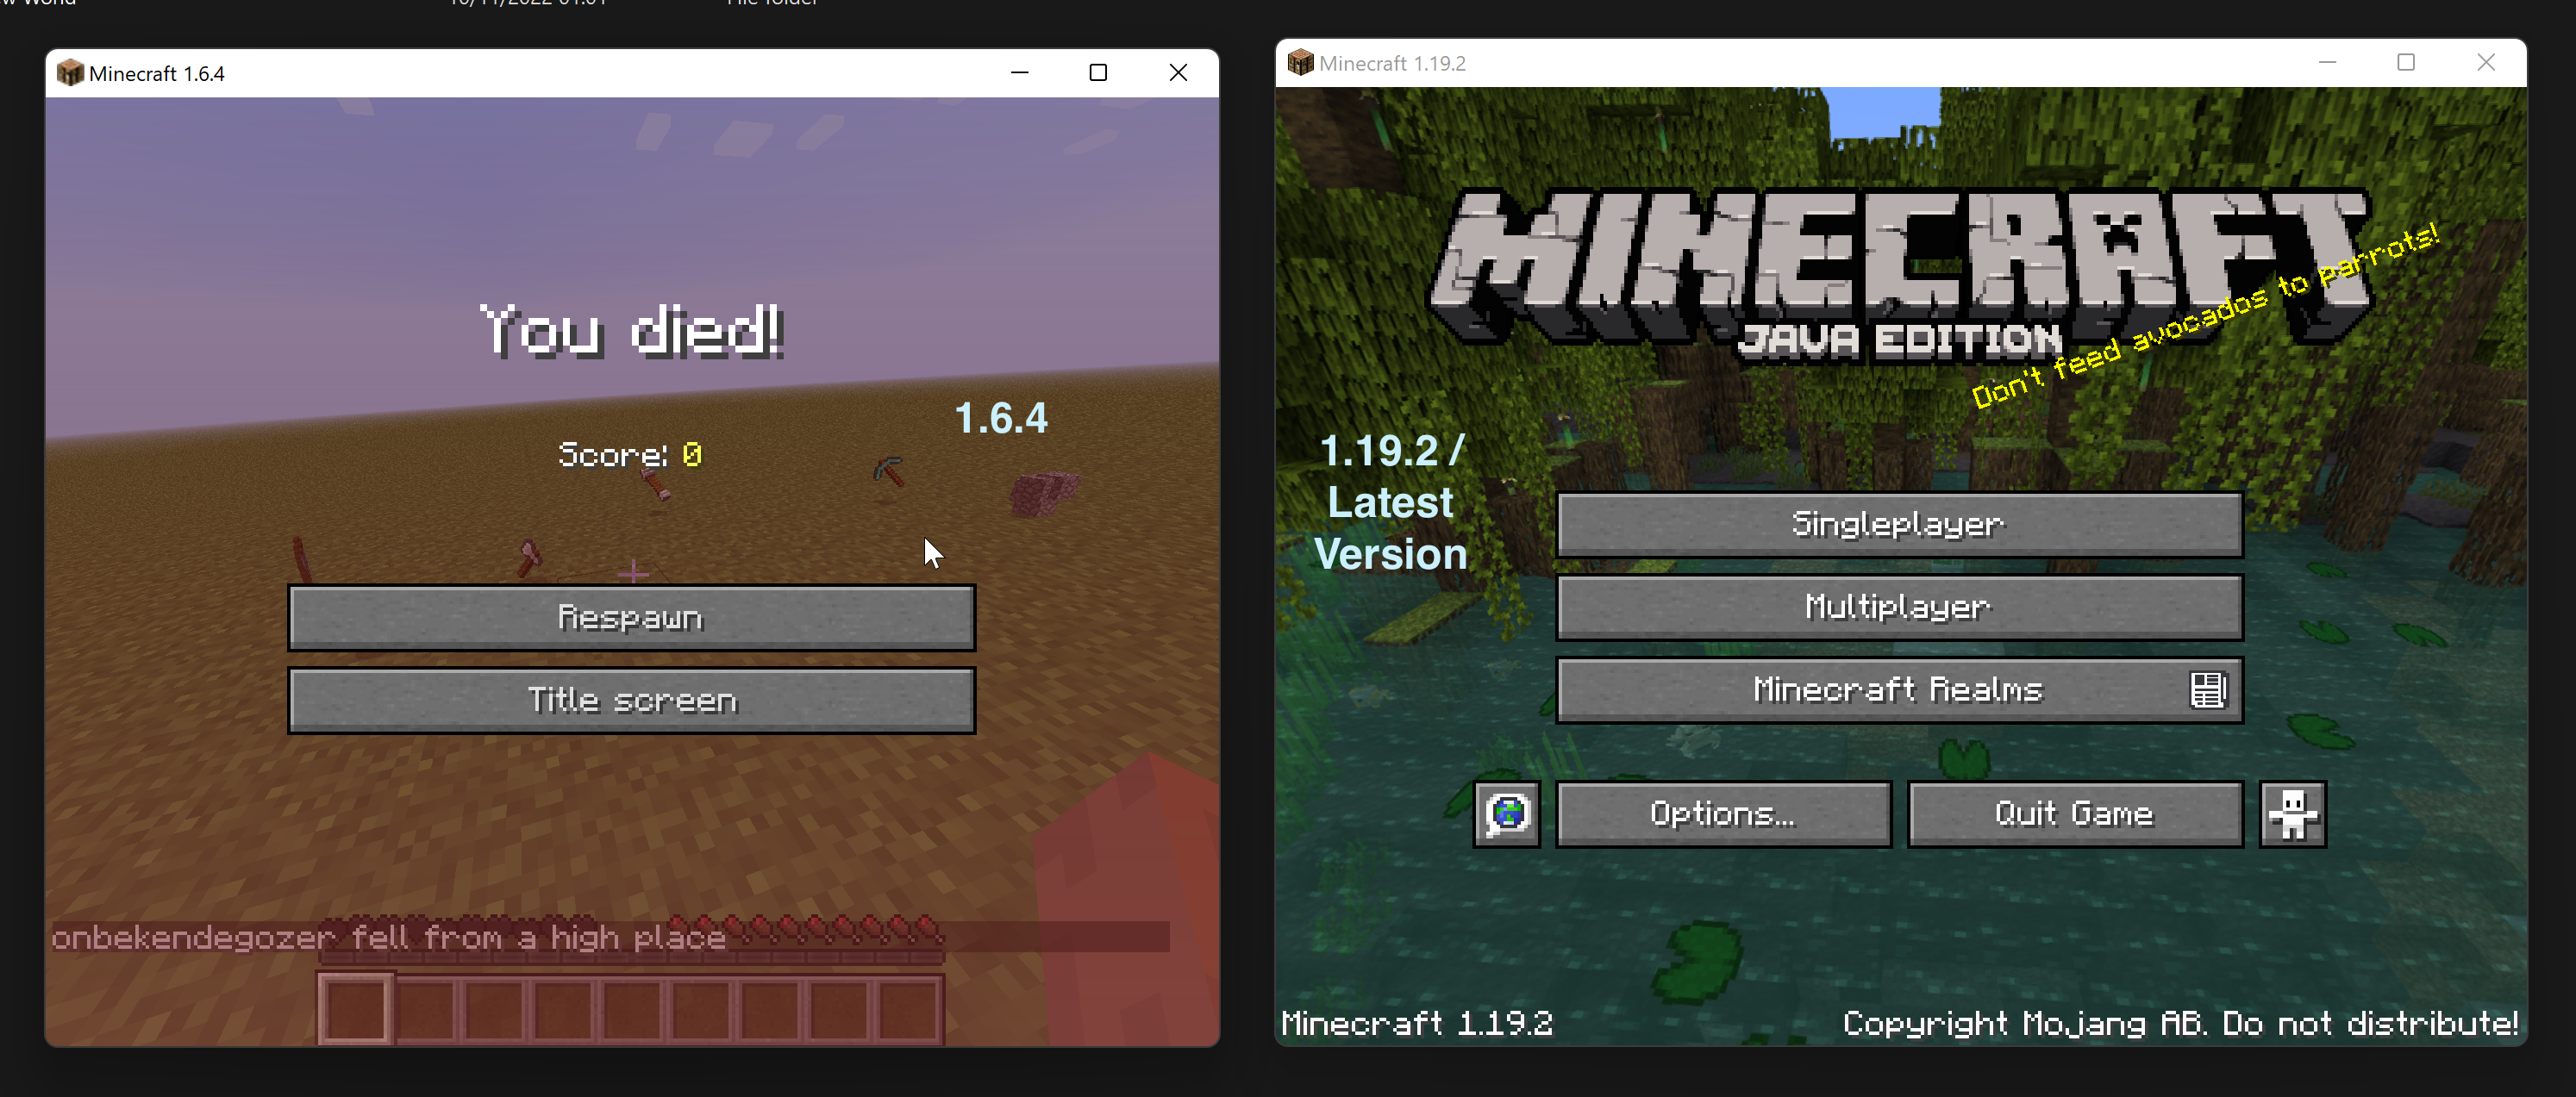 Minecraft 1.6.4
You died!
1.6.4
Score: 0
Respawn
Title screen
onbekendegozer fell from a high place
Minecraft 1.19.2
MINECRAFT
JAVA EDITION
Don't feed avocados to parrots!
1.19.2 /
Latest
Version
Singleplayer
Multiplayer
Minecraft Realms
Options...
Quit Game
Minecraft 1.19.2
Copyright Mojang AB. Do not distribute!